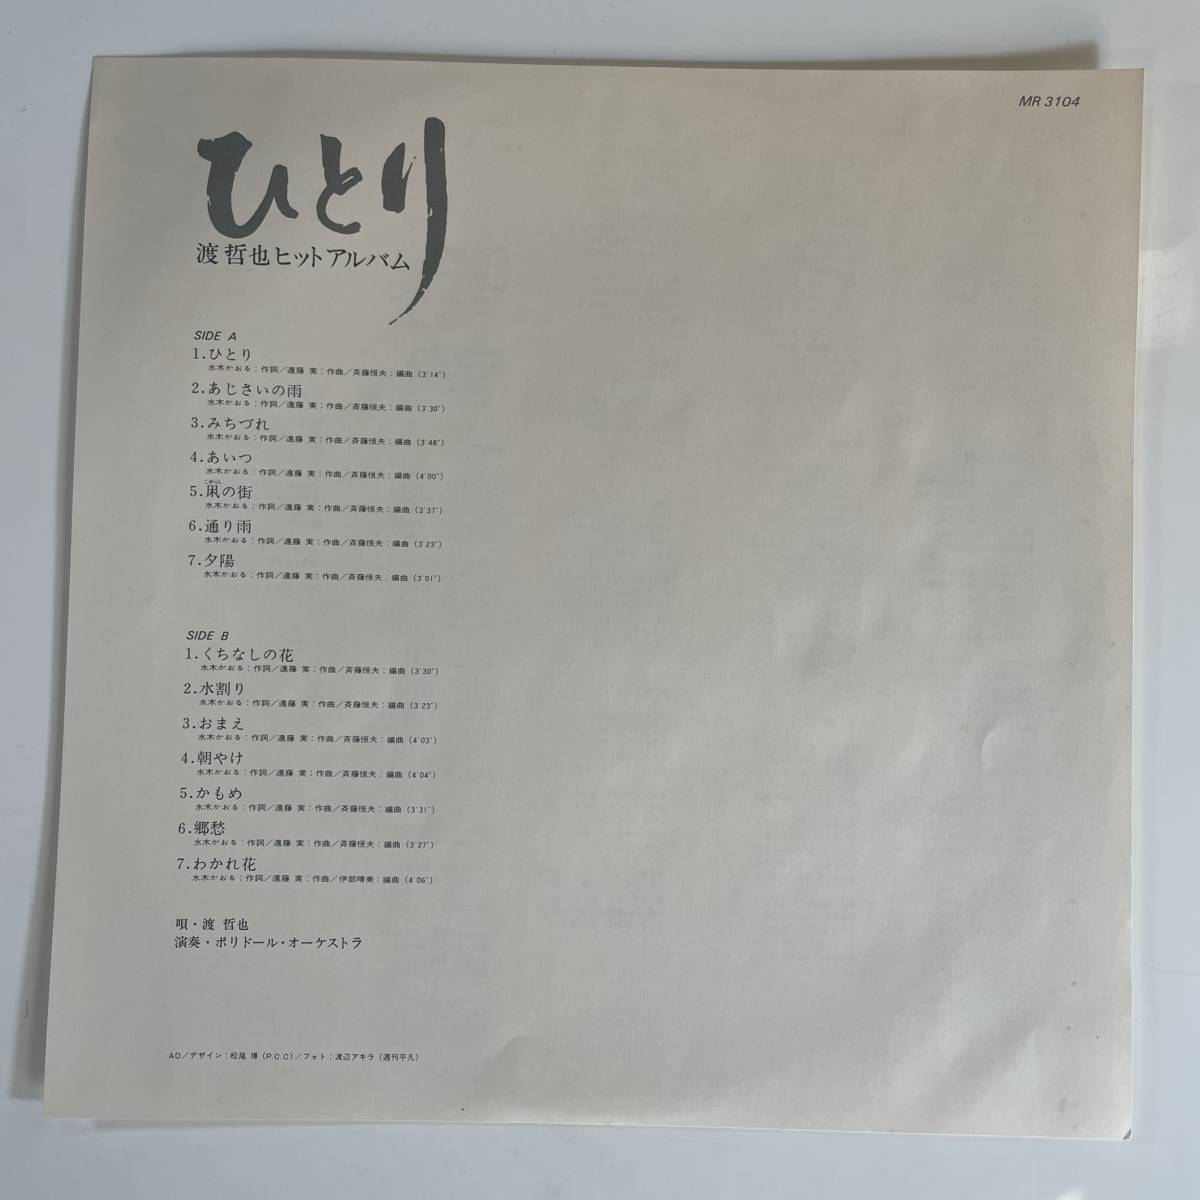 MR 3104
ひとり
渡哲也ヒットアルバム
SIDE A
1.ひとり
水木かおる：作詞／遠藤 実：作曲／斉藤恒夫：編曲 (3′14″)
2.あじさいの雨
水木かおる：作詞／遠藤 実：作曲／斉藤恒夫：編曲 (3′30″)
3.みちづれ
水木かおる：作詞／遠藤 実：作曲／斉藤恒夫：編曲 (3′48″)
4.あいつ
水木かおる：作詞／遠藤 実：作曲／斉藤恒夫：編曲 (4′00″)
こがらし
5.凩の街
水木かおる：作詞／遠藤 実：作曲／斉藤恒夫：編曲 (3′37″)
6.通り雨
水木かおる：作詞／遠藤 実：作曲／斉藤恒夫：編曲 (3′23″)
7.夕陽
水木かおる：作詞／遠藤 実：作曲／斉藤恒夫：編曲 (3′01″)
SIDE B
1.くちなしの花
水木かおる：作詞／遠藤 実：作曲／斉藤恒夫：編曲 (3′30″)
2.水割り
水木かおる：作詞／遠藤 実：作曲／斉藤恒夫：編曲 (3′23″)
3.おまえ
水木かおる：作詞／遠藤 実：作曲／斉藤恒夫：編曲 (4′03″)
4.朝やけ
水木かおる：作詞／遠藤 実：作曲／斉藤恒夫：編曲 (4′04″)
5.かもめ
水木かおる：作詞／遠藤 実：作曲／斉藤恒夫：編曲 (3′31″)
6.郷愁
水木かおる：作詞／遠藤 実：作曲／斉藤恒夫：編曲 (3′27″)
7.わかれ花
水木かおる：作詞／遠藤 実：作曲／伊部晴美：編曲 (4′06″)
唄・渡 哲也
演奏・ポリドール・オーケストラ
AD／デザイン：松尾 博 (P.C.C)／フォト：渡辺アキラ (週刊平凡)